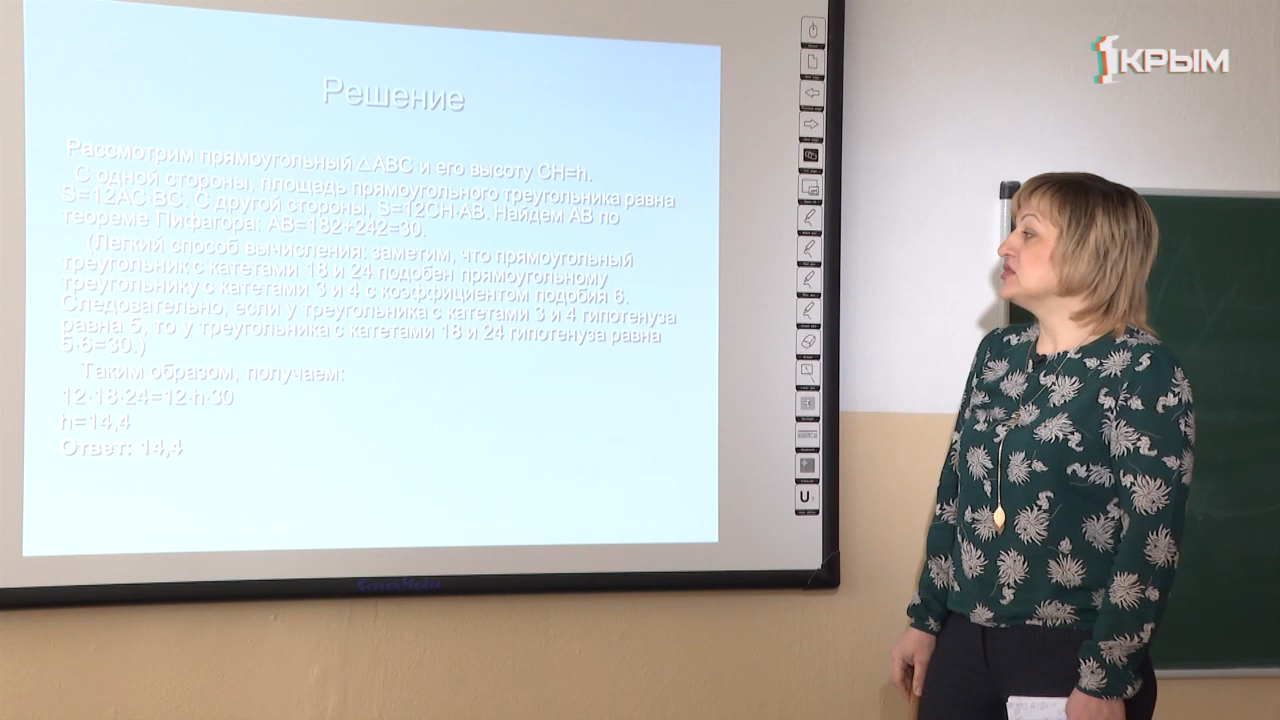 1КРЫМ
Решение
Рассмотрим прямоугольный △ABC и его высоту CH=h.
С одной стороны, площадь прямоугольного треугольника равна
S=12AC·BC. С другой стороны, S=12CH·AB. Найдем AB по
теореме Пифагора: AB=182+242=30.
(Легкий способ вычисления: заметим, что прямоугольный
треугольник с катетами 18 и 24 подобен прямоугольному
треугольнику с катетами 3 и 4 с коэффициентом подобия 6.
Следовательно, если у треугольника с катетами 3 и 4 гипотенуза
равна 5, то у треугольника с катетами 18 и 24 гипотенуза равна
5·6=30.)
Таким образом, получаем:
12·18·24=12·h·30
h=14,4
Ответ: 14,4
ScreenMedia